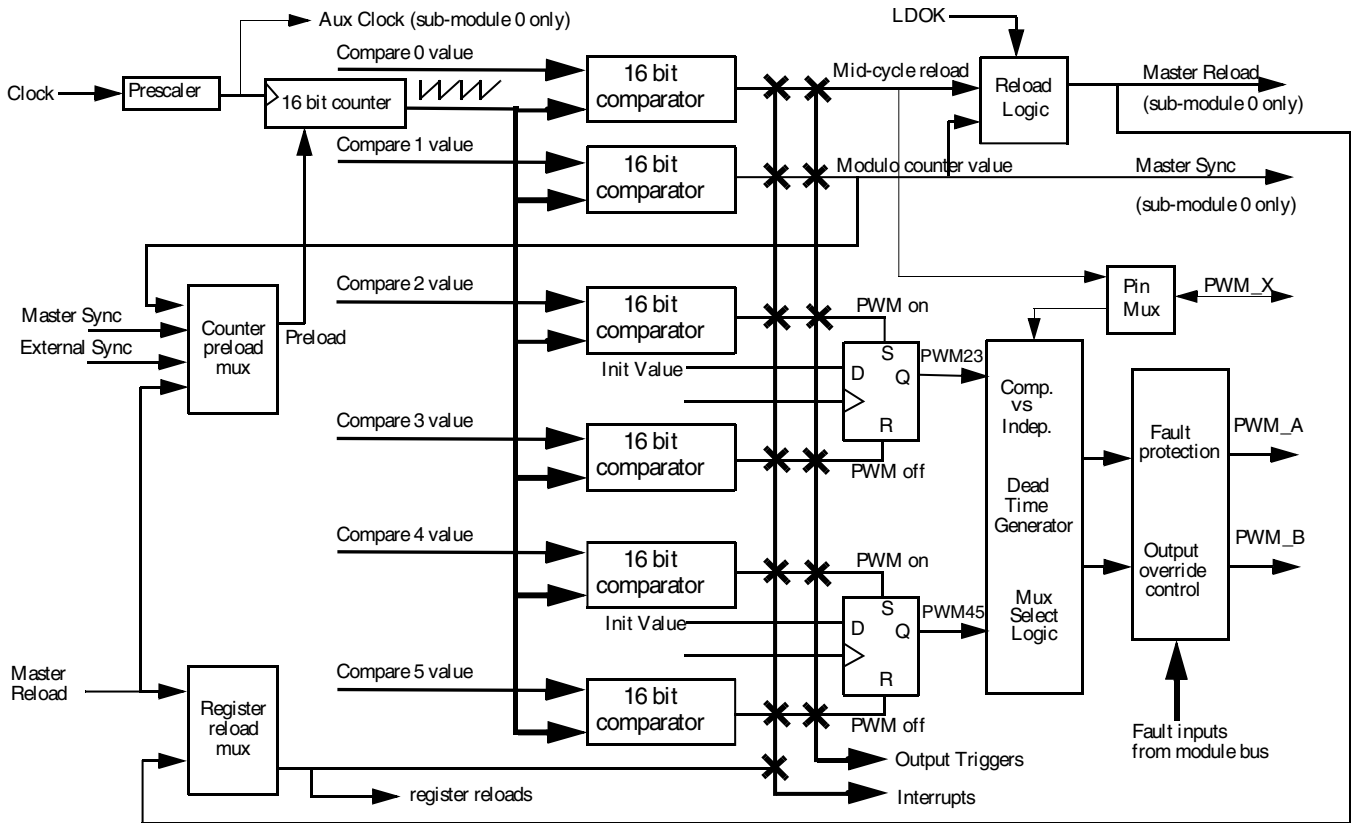 Aux Clock (sub-module 0 only)
LDOK
Compare 0 value
Clock
Prescaler
16 bit counter
16 bit
comparator
Mid-cycle reload
Reload
Logic
Master Reload
(sub-module 0 only)
Compare 1 value
16 bit
comparator
Modulo counter value
Master Sync
(sub-module 0 only)
Compare 2 value
16 bit
comparator
PWM on
Pin
Mux
PWM_X
Master Sync
External Sync
Counter
preload
mux
Preload
Init Value
S
D
Q
R
PWM23
Comp.
vs
Indep.
Dead
Time
Generator
Mux
Select
Logic
Compare 3 value
16 bit
comparator
PWM off
Fault
protection
Output
override
control
PWM_A
PWM_B
Compare 4 value
16 bit
comparator
PWM on
Init Value
S
D
Q
R
PWM45
Master
Reload
Register
reload
mux
Compare 5 value
16 bit
comparator
PWM off
Fault inputs
from module bus
Output Triggers
register reloads
Interrupts